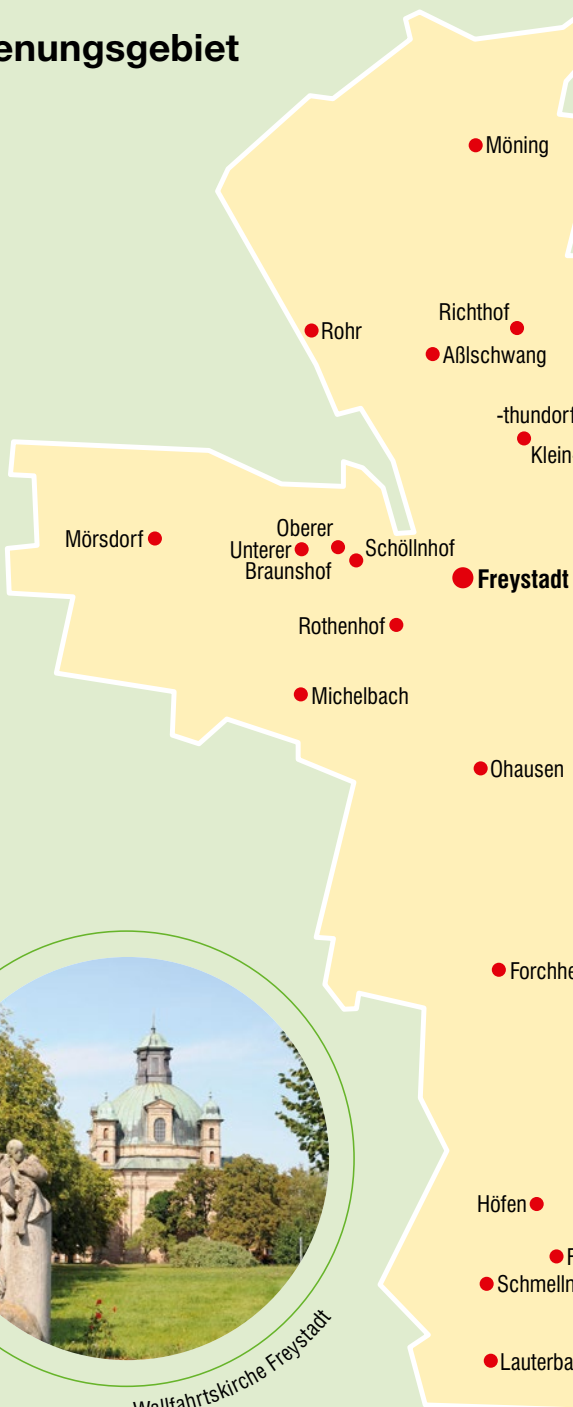 enungsgebiet
Möning
Richthof
Rohr
Aßlschwang
-thundorf
Klein-
Oberer
Mörsdorf
Unterer
Schöllnhof
Braunshof
Freystadt
Rothenhof
Michelbach
Ohausen
Forchhe
Höfen
Schmelln
Lauterba
Wallfahrtskirche Freystadt